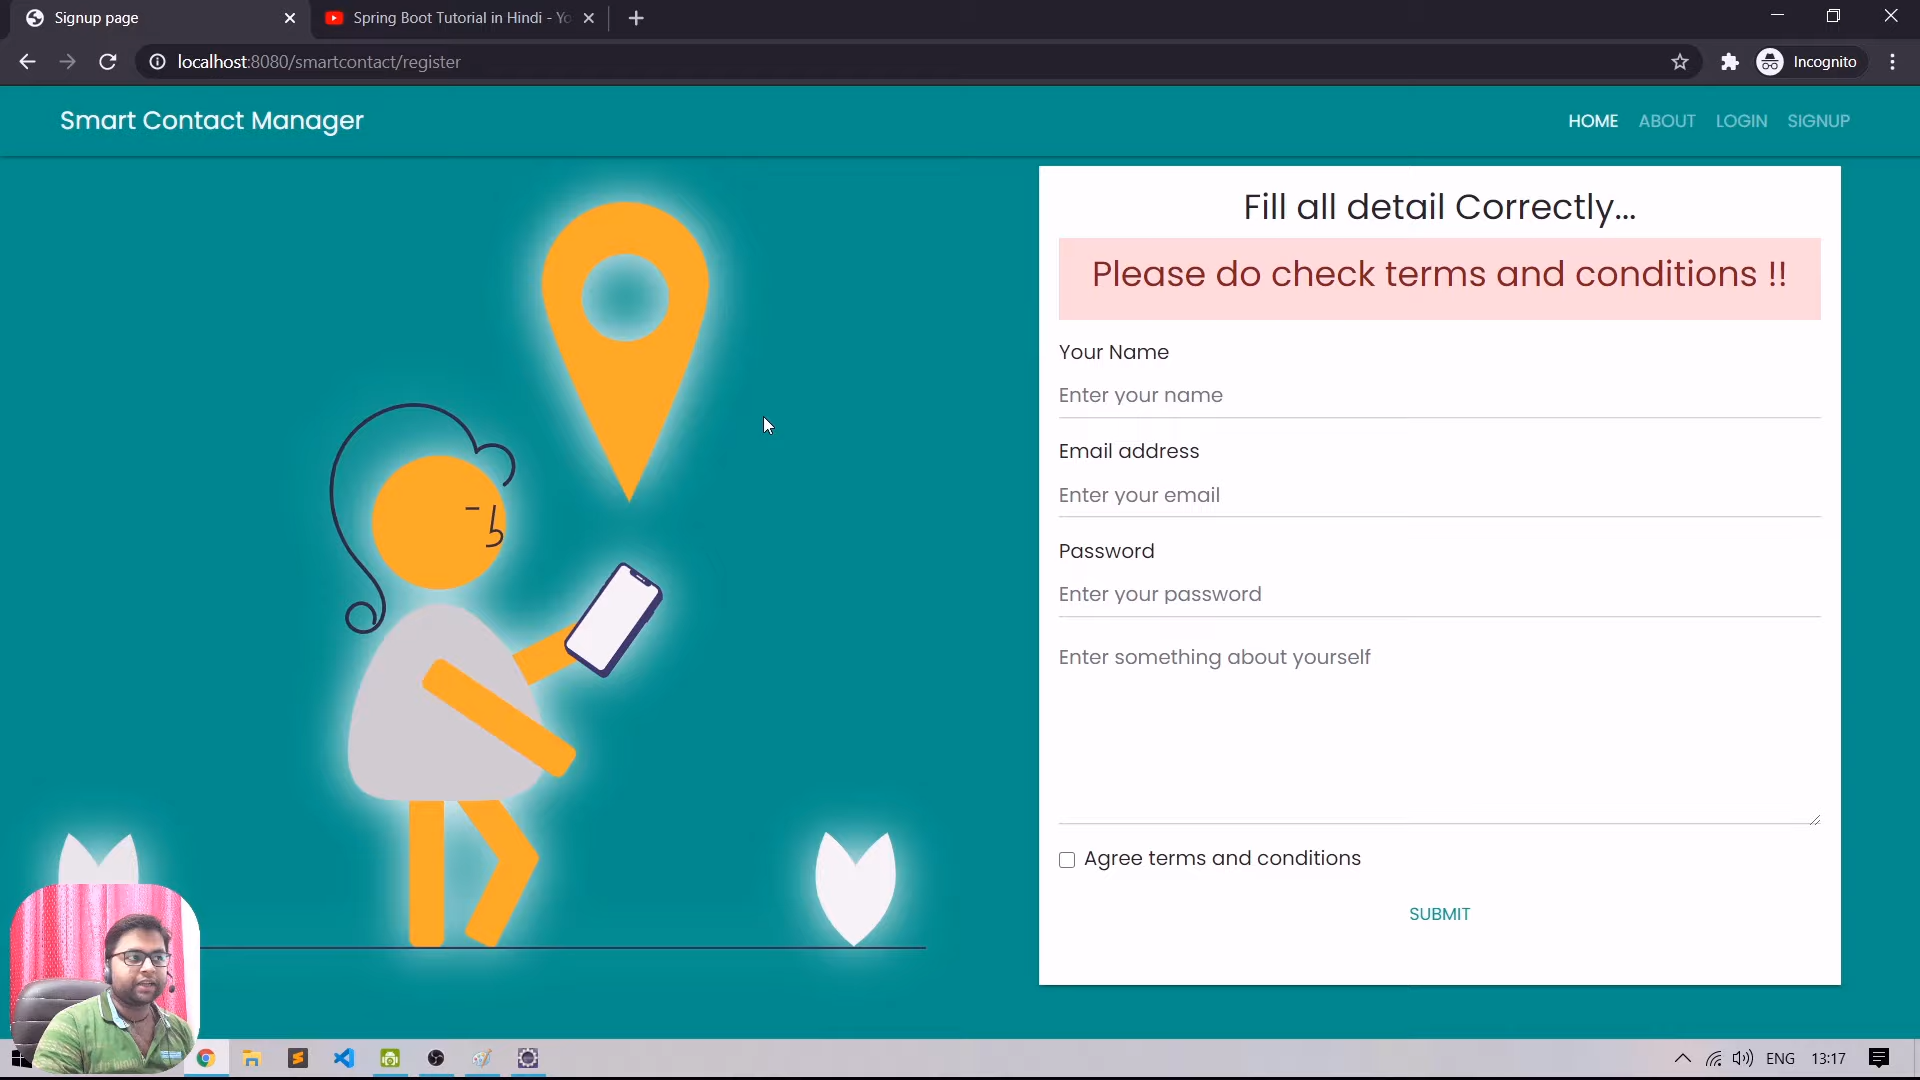 Signup page
Spring Boot Tutorial in Hindi - Yo
localhost:8080/smartcontact/register
Incognito
Smart Contact Manager
HOME
ABOUT
LOGIN
SIGNUP
Fill all detail Correctly...
Please do check terms and conditions !!
Your Name
Enter your name
Email address
Enter your email
Password
Enter your password
Enter something about yourself
Agree terms and conditions
SUBMIT
ENG
13:17